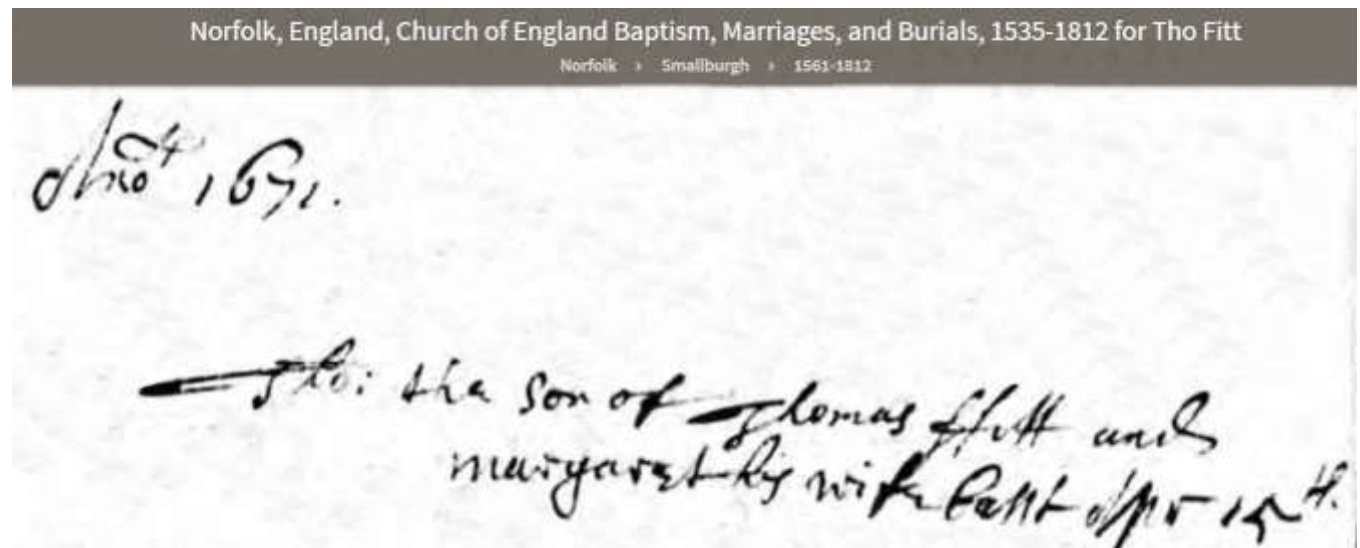 Norfolk, England, Church of England Baptism, Marriages, and Burials, 1535-1812 for Tho Fitt
Norfolk › Smallburgh › 1561-1812
Ano 1671.
Tho: the son of Thomas ffitt and
margaret his wife bapt Apr 15th.